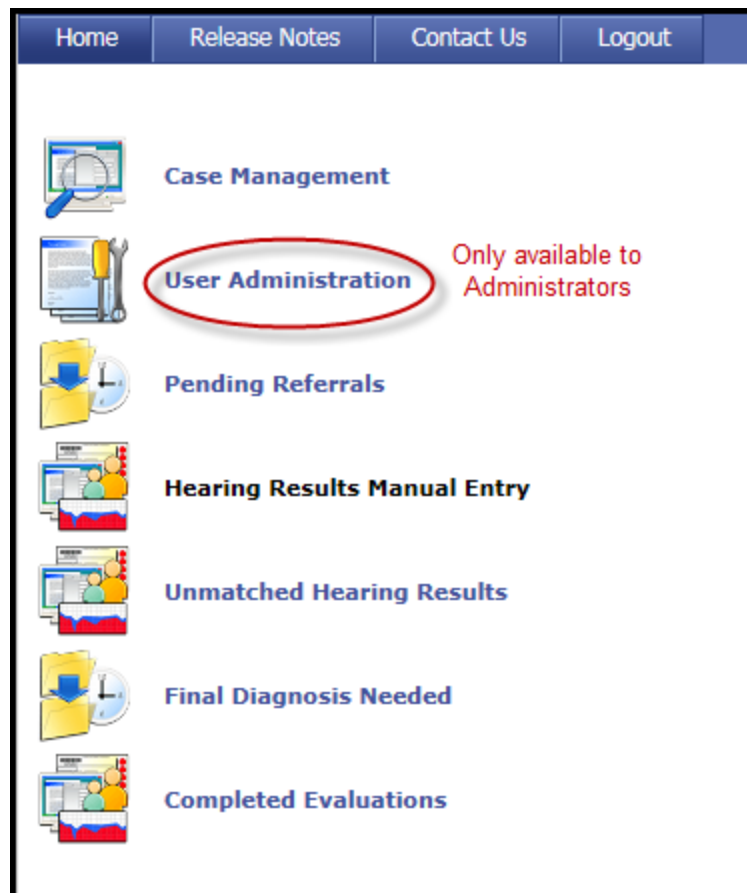 Home Release Notes Contact Us Logout
Case Management
User Administration
Only available to
Administrators
Pending Referrals
Hearing Results Manual Entry
Unmatched Hearing Results
Final Diagnosis Needed
Completed Evaluations